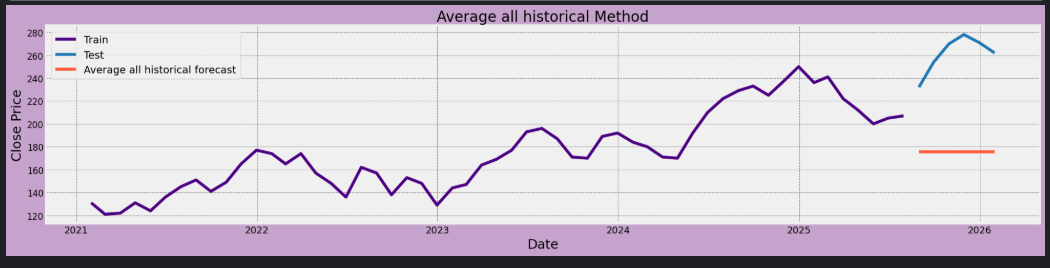 Average all historical Method
Train
Test
Average all historical forecast
Close Price
280
260
240
220
200
180
160
140
120
2021 2022 2023 2024 2025 2026
Date